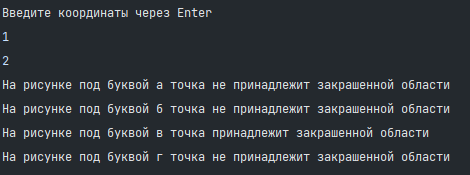 Введите координаты через Enter
1
2
На рисунке под буквой а точка не принадлежит закрашенной области
На рисунке под буквой б точка не принадлежит закрашенной области
На рисунке под буквой в точка принадлежит закрашенной области
На рисунке под буквой г точка не принадлежит закрашенной области